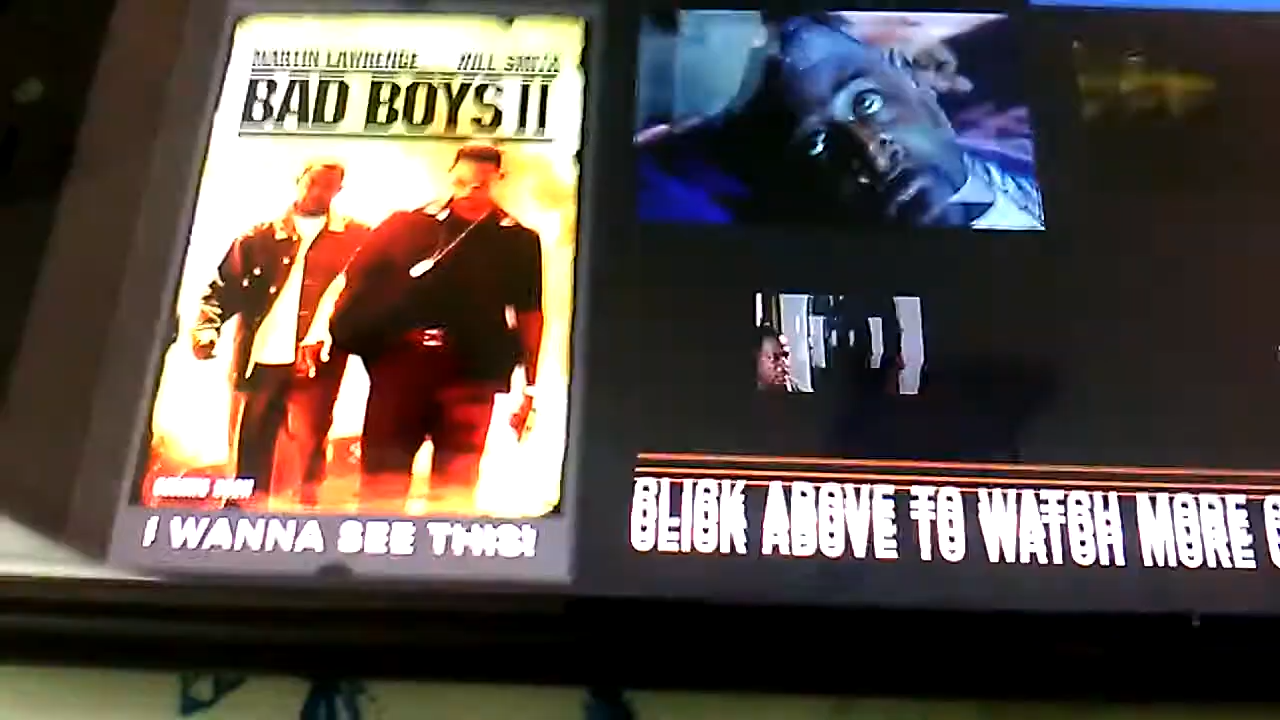 MARTIN LAWRENCE WILL SMITH
BAD BOYS II
I WANNA SEE THIS!
CLICK ABOVE TO WATCH MORE